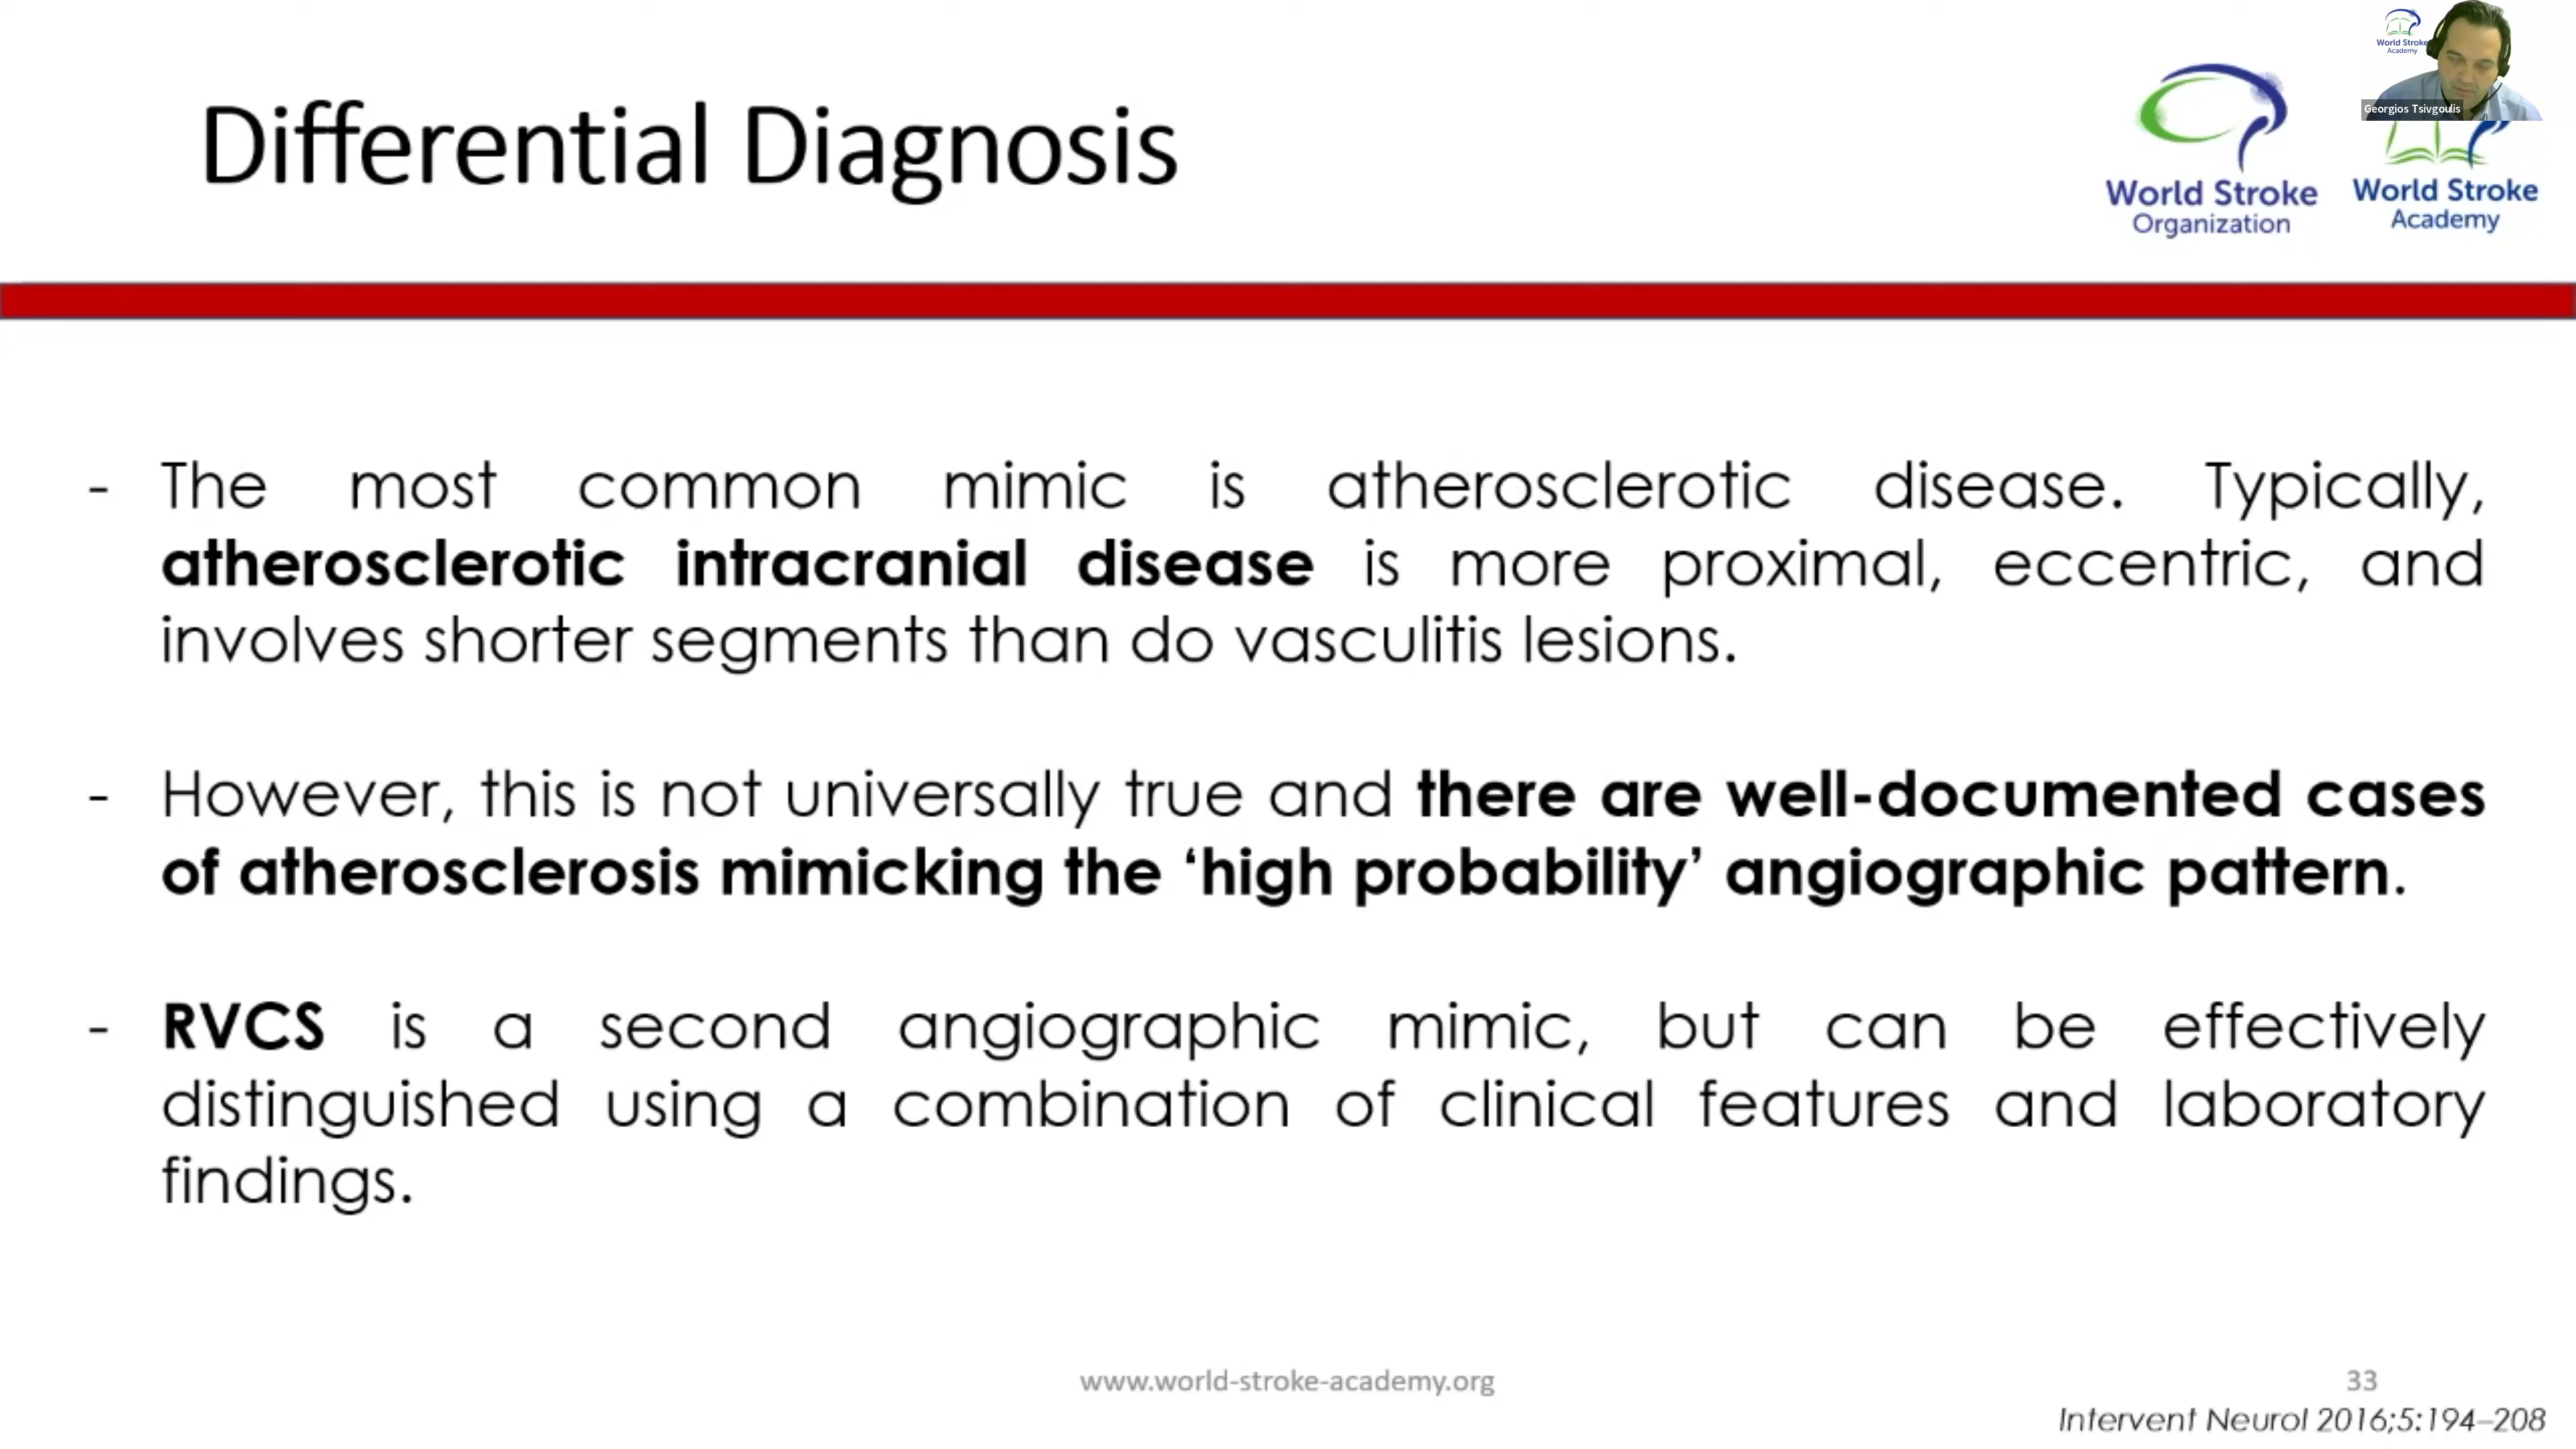 Differential Diagnosis
World Stroke
Organization
World Stroke
Academy
World Stroke
Academy
Georgios Tsivgoulis
- The most common mimic is atherosclerotic disease. Typically,
atherosclerotic intracranial disease is more proximal, eccentric, and
involves shorter segments than do vasculitis lesions.
- However, this is not universally true and there are well-documented cases
of atherosclerosis mimicking the ‘high probability’ angiographic pattern.
- RVCS is a second angiographic mimic, but can be effectively
distinguished using a combination of clinical features and laboratory
findings.
www.world-stroke-academy.org
33
Intervent Neurol 2016;5:194–208